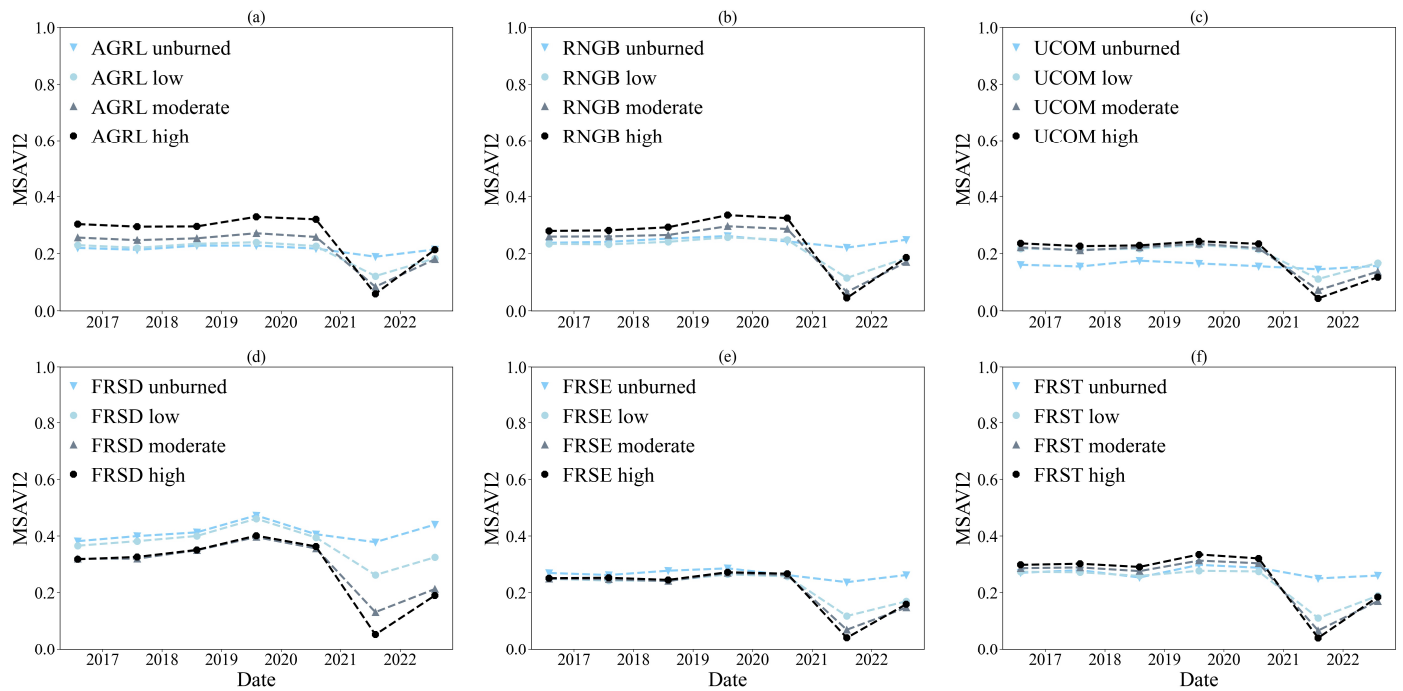 (a)
1.0
0.8
0.6
0.4
0.2
0.0
MSAVI2
AGRL unburned
AGRL low
AGRL moderate
AGRL high
2017 2018 2019 2020 2021 2022
(b)
1.0
0.8
0.6
0.4
0.2
0.0
MSAVI2
RNGB unburned
RNGB low
RNGB moderate
RNGB high
2017 2018 2019 2020 2021 2022
(c)
1.0
0.8
0.6
0.4
0.2
0.0
MSAVI2
UCOM unburned
UCOM low
UCOM moderate
UCOM high
2017 2018 2019 2020 2021 2022
(d)
1.0
0.8
0.6
0.4
0.2
0.0
MSAVI2
FRSD unburned
FRSD low
FRSD moderate
FRSD high
2017 2018 2019 2020 2021 2022
Date
(e)
1.0
0.8
0.6
0.4
0.2
0.0
MSAVI2
FRSE unburned
FRSE low
FRSE moderate
FRSE high
2017 2018 2019 2020 2021 2022
Date
(f)
1.0
0.8
0.6
0.4
0.2
0.0
MSAVI2
FRST unburned
FRST low
FRST moderate
FRST high
2017 2018 2019 2020 2021 2022
Date